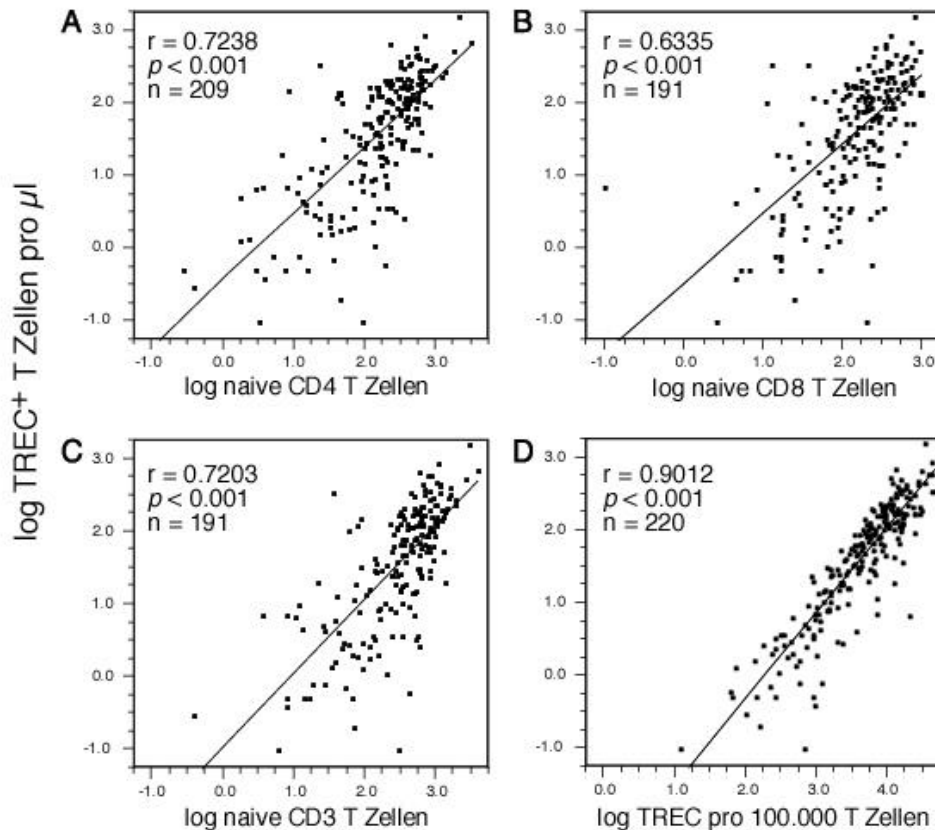 log TREC+ T Zellen pro µl
A
r = 0.7238
p < 0.001
n = 209
3.0
2.0
1.0
0.0
-1.0
-1.0 0.0 1.0 2.0 3.0
log naive CD4 T Zellen
B
r = 0.6335
p < 0.001
n = 191
3.0
2.0
1.0
0.0
-1.0
-1.0 0.0 1.0 2.0 3.0
log naive CD8 T Zellen
C
r = 0.7203
p < 0.001
n = 191
3.0
2.0
1.0
0.0
-1.0
-1.0 0.0 1.0 2.0 3.0
log naive CD3 T Zellen
D
r = 0.9012
p < 0.001
n = 220
3.0
2.0
1.0
0.0
-1.0
0.0 1.0 2.0 3.0 4.0
log TREC pro 100.000 T Zellen